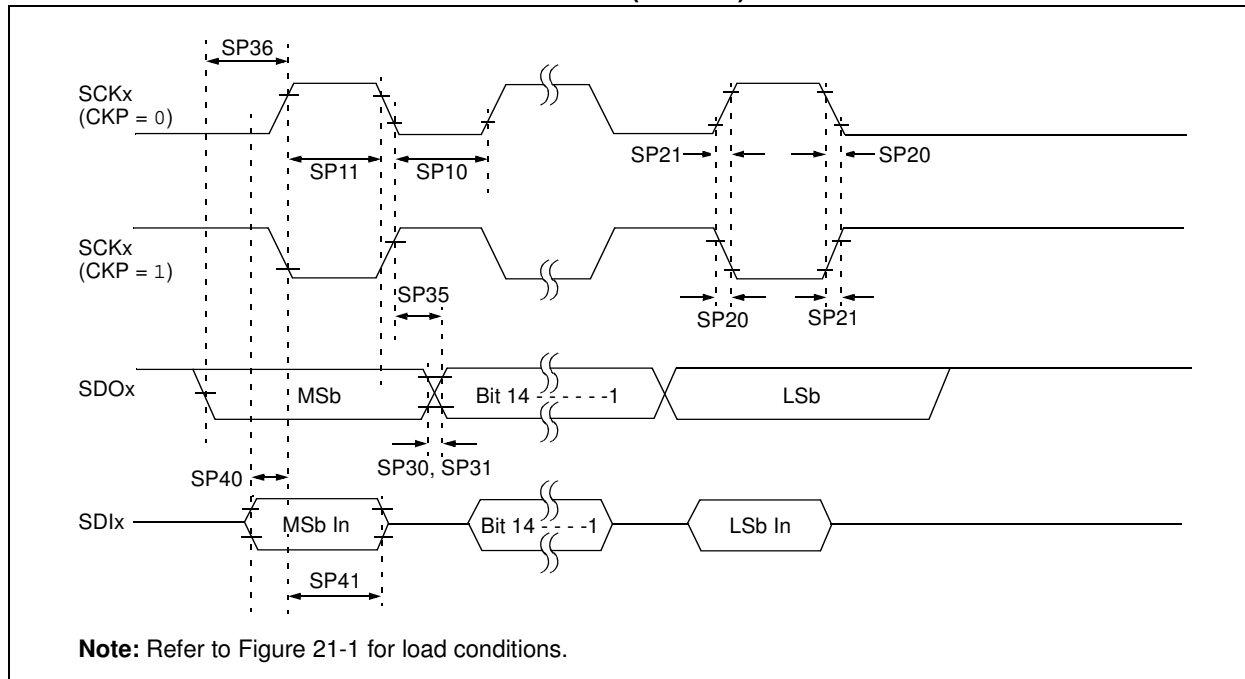 SP36
SCKx
(CKP = 0)
SP11
SP10
SP21
SP20
SCKx
(CKP = 1)
SP35
SP20
SP21
SDOx
MSb
Bit 14 - - - - - -1
LSb
SP30, SP31
SP40
SDIx
MSb In
Bit 14 - - - -1
LSb In
SP41
Note: Refer to Figure 21-1 for load conditions.